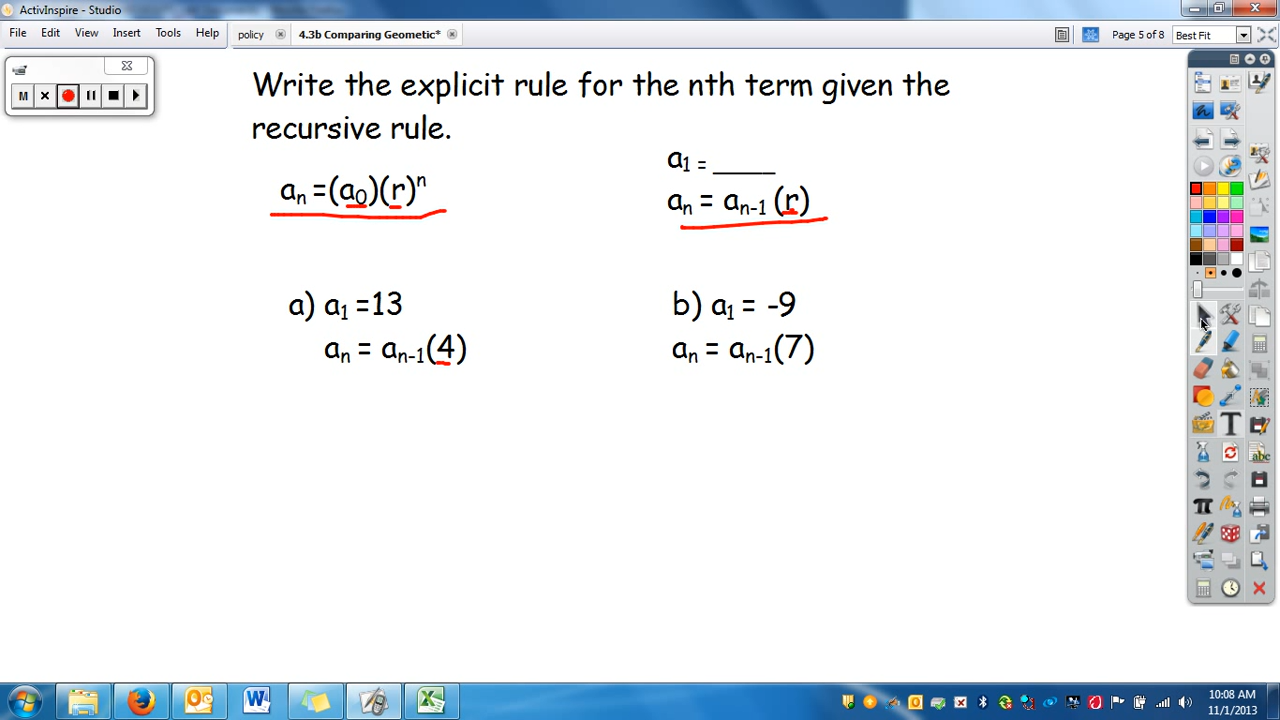 ActivInspire - Studio
File Edit View Insert Tools Help
policy
4.3b Comparing Geometric*
Page 5 of 8
Best Fit
M
Write the explicit rule for the nth term given the
recursive rule.
aₙ =(a₀)(r)ⁿ
a₁ = _____
aₙ = aₙ₋₁ (r)
a) a₁ =13
aₙ = aₙ₋₁(4)
b) a₁ = -9
aₙ = aₙ₋₁(7)
10:08 AM
11/1/2013